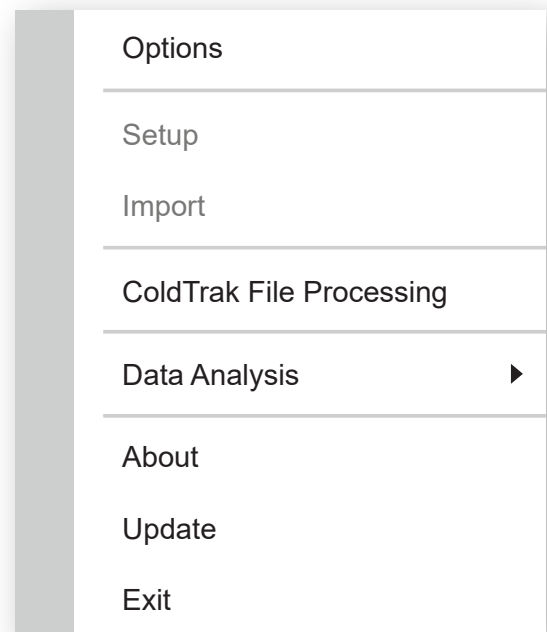 Options
Setup
Import
ColdTrak File Processing
Data Analysis
About
Update
Exit